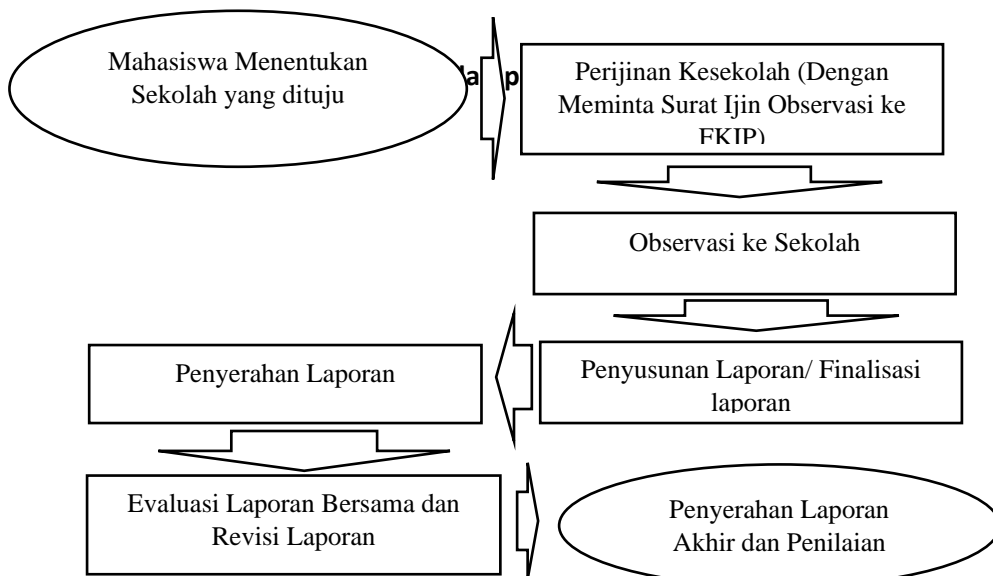 Mahasiswa Menentukan
Sekolah yang dituju
Perijinan Kesekolah (Dengan
Meminta Surat Ijin Observasi ke
FKIP)
Observasi ke Sekolah
Penyusunan Laporan/ Finalisasi
laporan
Penyerahan Laporan
Evaluasi Laporan Bersama dan
Revisi Laporan
Penyerahan Laporan
Akhir dan Penilaian